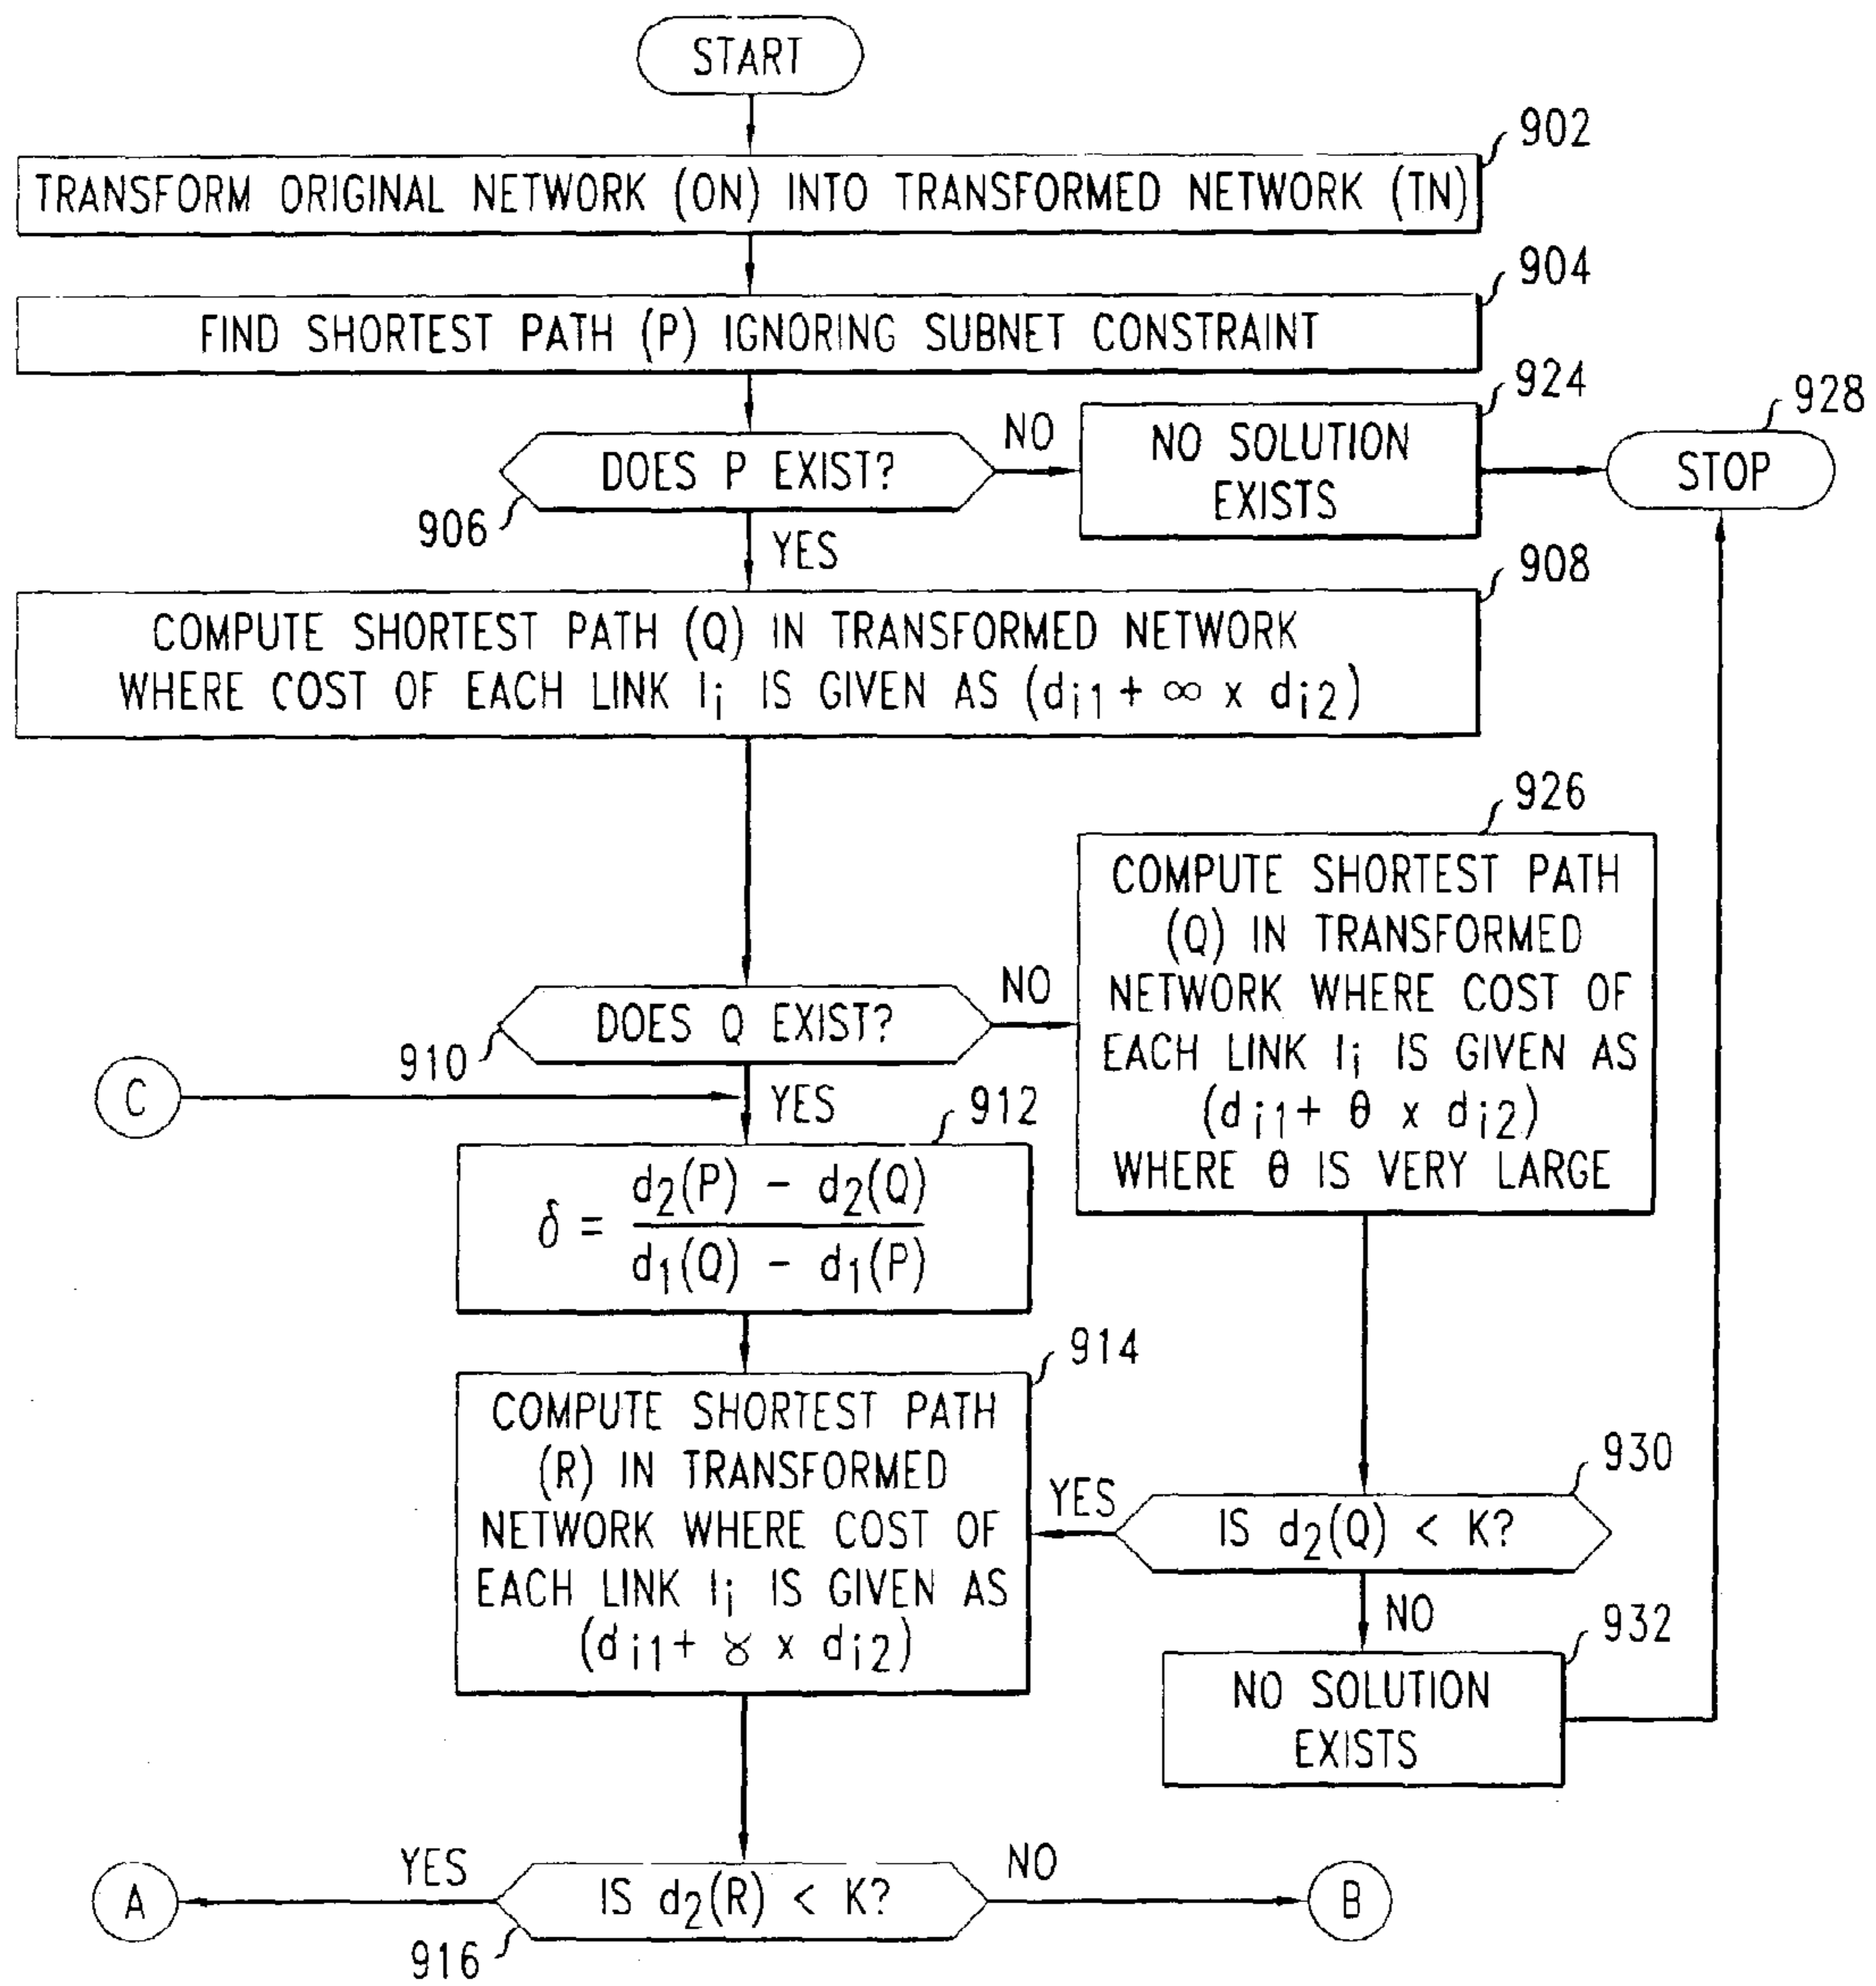 START
902
TRANSFORM ORIGINAL NETWORK (ON) INTO TRANSFORMED NETWORK (TN)
904
FIND SHORTEST PATH (P) IGNORING SUBNET CONSTRAINT
924
928
DOES P EXIST?
NO
NO SOLUTION
EXISTS
STOP
906
YES
908
COMPUTE SHORTEST PATH (Q) IN TRANSFORMED NETWORK
WHERE COST OF EACH LINK lᵢ IS GIVEN AS (dᵢ₁ + ∞ x dᵢ₂)
926
COMPUTE SHORTEST PATH
(Q) IN TRANSFORMED
NETWORK WHERE COST OF
EACH LINK lᵢ IS GIVEN AS
(dᵢ₁ + θ x dᵢ₂)
WHERE θ IS VERY LARGE
DOES Q EXIST?
NO
910
C
YES
912
δ = d₂(P) - d₂(Q)
d₁(Q) - d₁(P)
914
COMPUTE SHORTEST PATH
(R) IN TRANSFORMED
NETWORK WHERE COST OF
EACH LINK lᵢ IS GIVEN AS
(dᵢ₁ + ɣ x dᵢ₂)
930
YES
IS d₂(Q) < K?
NO
932
NO SOLUTION
EXISTS
A
YES
IS d₂(R) < K?
NO
B
916